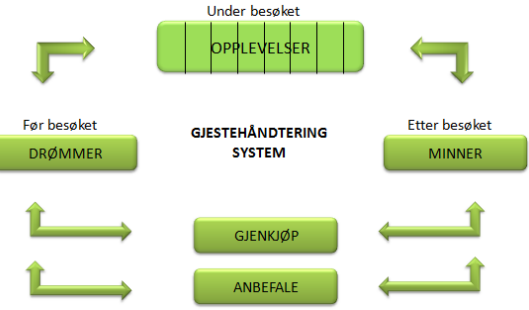 Under besøket
OPPLEVELSER
Før besøket
DRØMMER
GJESTEHÅNDTERING
SYSTEM
Etter besøket
MINNER
GJENKJØP
ANBEFALE